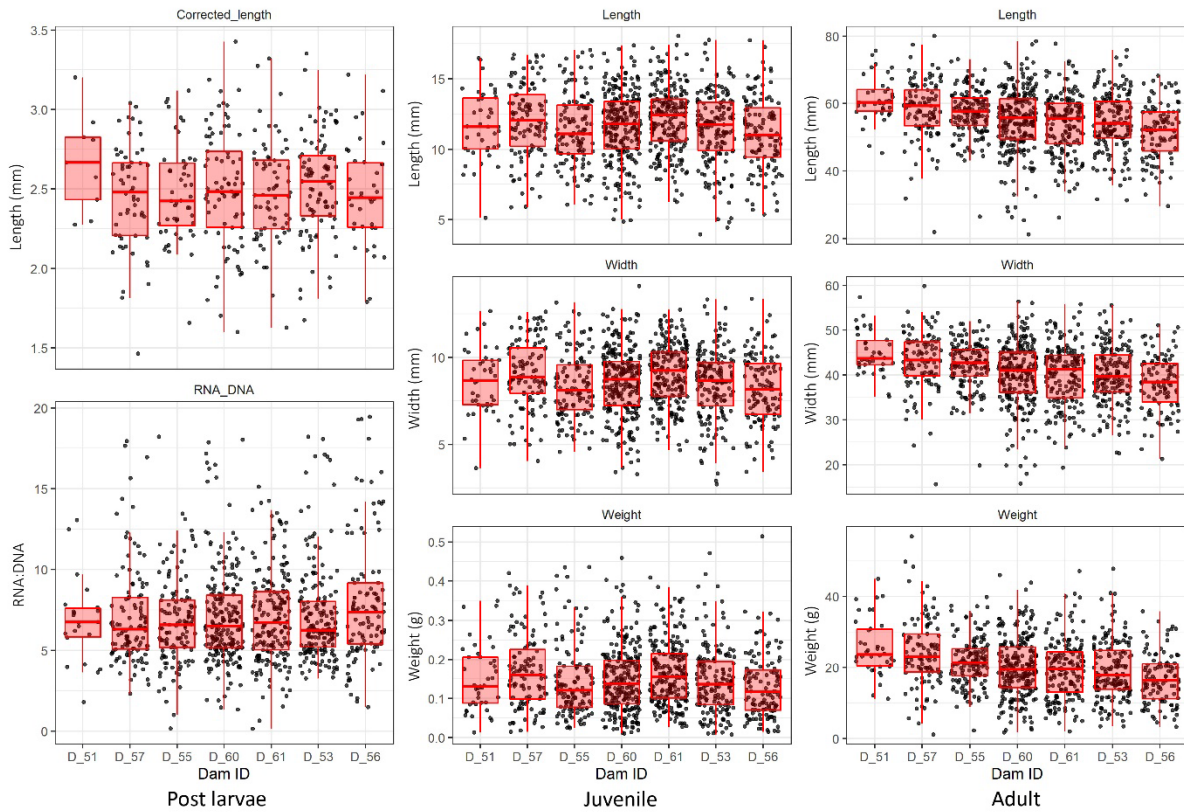 Corrected_length
Length (mm)
3.5
3.0
2.5
2.0
1.5
RNA_DNA
RNA:DNA
20
15
10
5
0
D_51 D_57 D_55 D_60 D_61 D_53 D_56
Dam ID
Post larvae
Length
Length (mm)
15
10
5
Width
Width (mm)
10
5
Weight
Weight (g)
0.5
0.4
0.3
0.2
0.1
0.0
D_51 D_57 D_55 D_60 D_61 D_53 D_56
Dam ID
Juvenile
Length
Length (mm)
80
60
40
20
Width
Width (mm)
60
50
40
30
20
Weight
Weight (g)
60
40
20
0
D_51 D_57 D_55 D_60 D_61 D_53 D_56
Dam ID
Adult